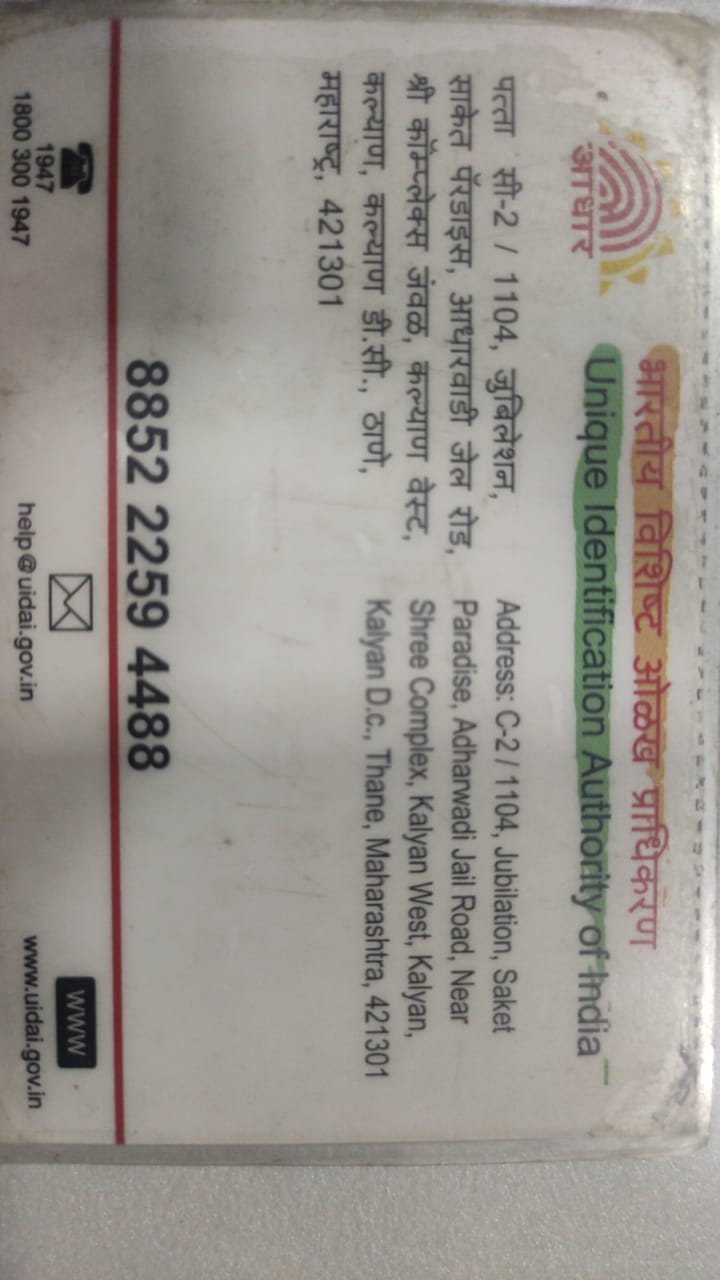 आधार
भारतीय विशिष्ट ओळख प्राधिकरण
Unique Identification Authority of India
पत्ता सी-2 / 1104, जुबिलेशन,
साकेत पॅरडाइस, आधारवाडी जेल रोड,
श्री कॉम्प्लेक्स जंवळ, कल्याण वेस्ट,
कल्याण, कल्याण डी.सी., ठाणे,
महाराष्ट्र, 421301
Address: C-2 / 1104, Jubilation, Saket
Paradise, Adharwadi Jail Road, Near
Shree Complex, Kalyan West, Kalyan,
Kalyan D.c., Thane, Maharashtra, 421301
8852 2259 4488
1947
1800 300 1947
help@uidai.gov.in
www
www.uidai.gov.in